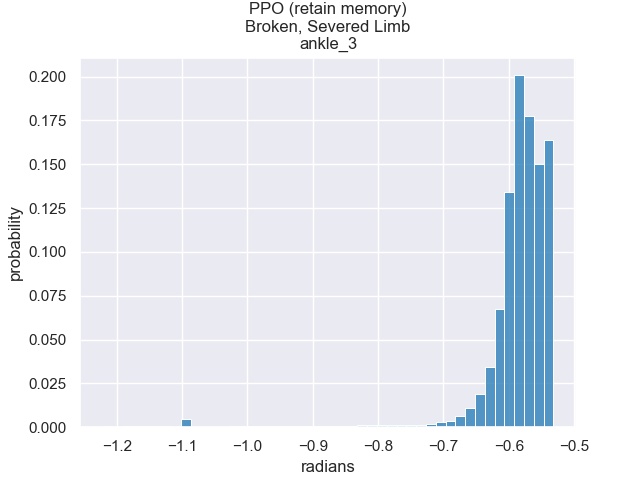 PPO (retain memory)
Broken, Severed Limb
ankle_3
0.200
0.175
0.150
0.125
0.100
0.075
0.050
0.025
0.000
probability
−1.2 −1.1 −1.0 −0.9 −0.8 −0.7 −0.6 −0.5
radians